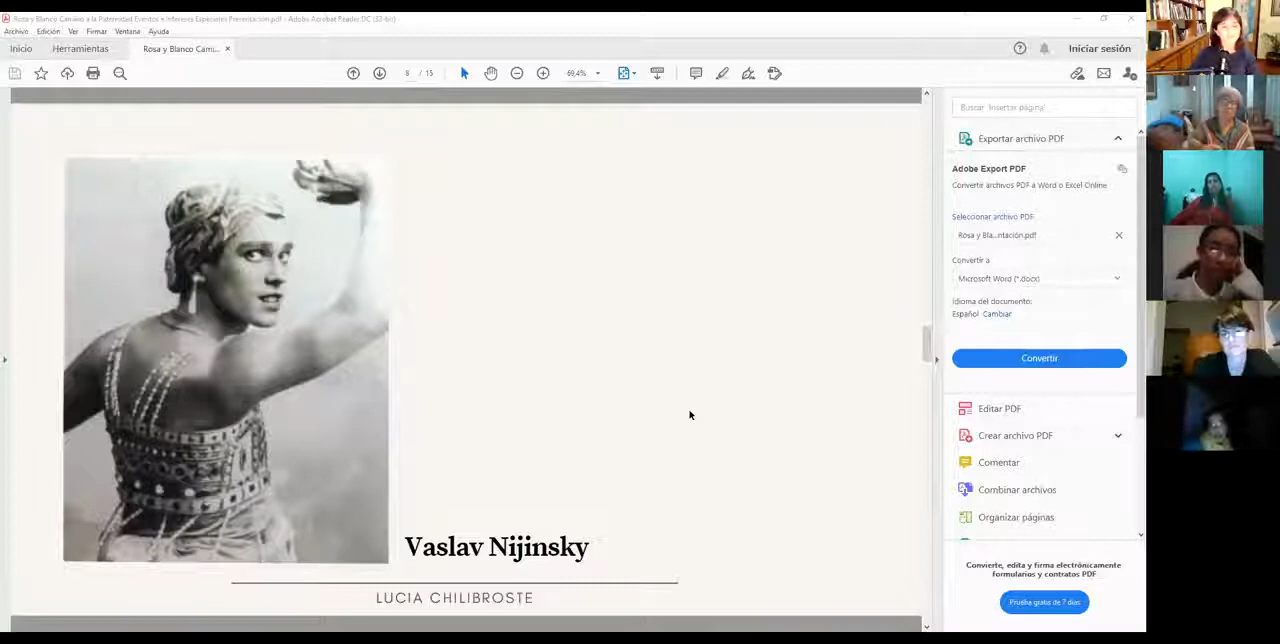 Rosa y Blanco Camino a la Paternidad Eventos e Intereses Especiales Presentación.pdf - Adobe Acrobat Reader DC (32-bit)
Archivo Edición Ver Firmar Ventana Ayuda
Inicio Herramientas Rosa y Blanco Cami... × Iniciar sesión
8 / 15 69,4%
Buscar 'Insertar página'
Exportar archivo PDF
Adobe Export PDF
Convertir archivos PDF a Word o Excel Online
Seleccionar archivo PDF
Rosa y Bla...ntación.pdf
Convertir a
Microsoft Word (*.docx)
Idioma del documento:
Español Cambiar
Convertir
Editar PDF
Crear archivo PDF
Comentar
Combinar archivos
Organizar páginas
Convierte, edita y firma electrónicamente
formularios y contratos PDF
Prueba gratis de 7 días
Vaslav Nijinsky
LUCIA CHILIBROSTE